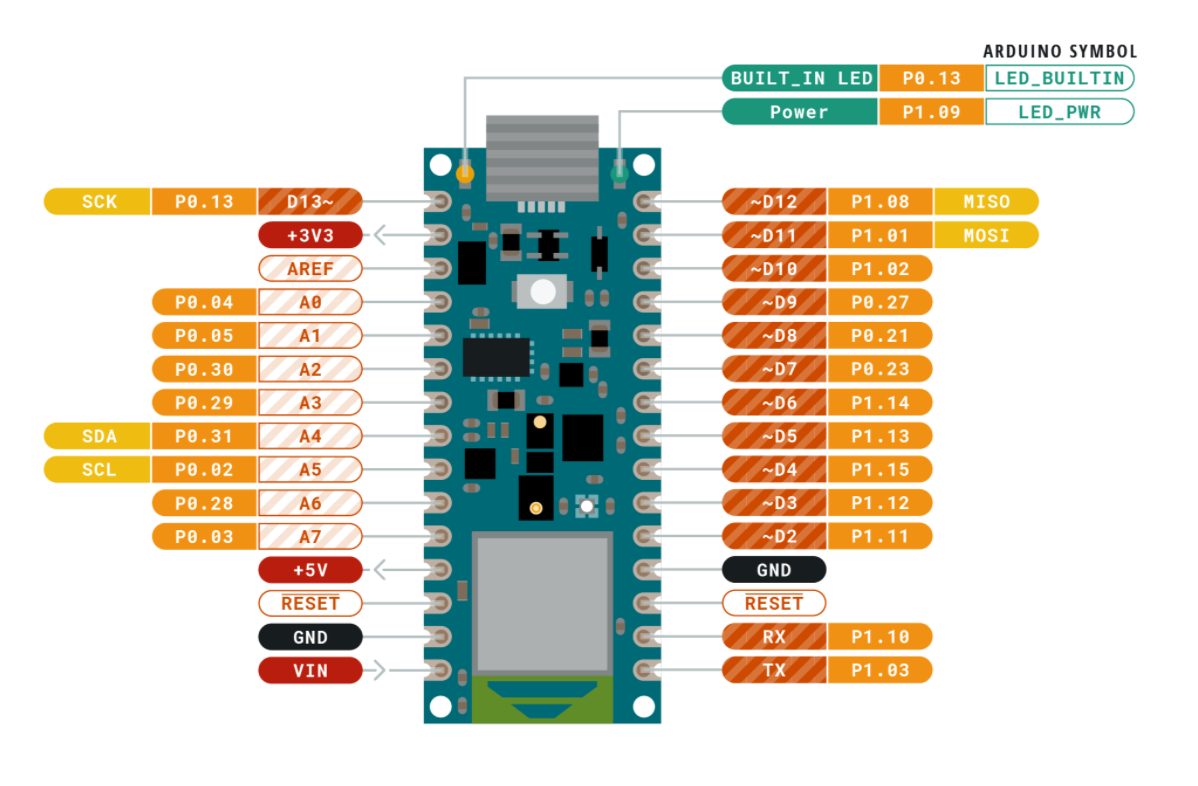 ARDUINO SYMBOL
BUILT_IN LED P0.13 LED_BUILTIN
Power P1.09 LED_PWR
SCK P0.13 D13~ ~D12 P1.08 MISO
+3V3 ~D11 P1.01 MOSI
AREF ~D10 P1.02
P0.04 A0 ~D9 P0.27
P0.05 A1 ~D8 P0.21
P0.30 A2 ~D7 P0.23
P0.29 A3 ~D6 P1.14
SDA P0.31 A4 ~D5 P1.13
SCL P0.02 A5 ~D4 P1.15
P0.28 A6 ~D3 P1.12
P0.03 A7 ~D2 P1.11
+5V GND
RESET RESET
GND RX P1.10
VIN TX P1.03